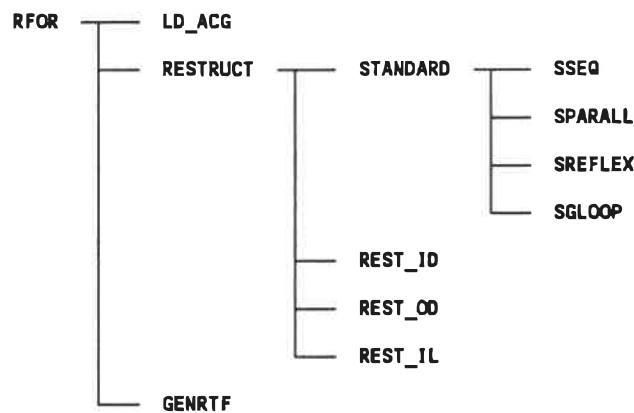 RFOR LD_ACG
RESTRUCT STANDARD SSEQ
SPARALL
SREFLEX
SGLOOP
REST_ID
REST_OD
REST_IL
GENRTF